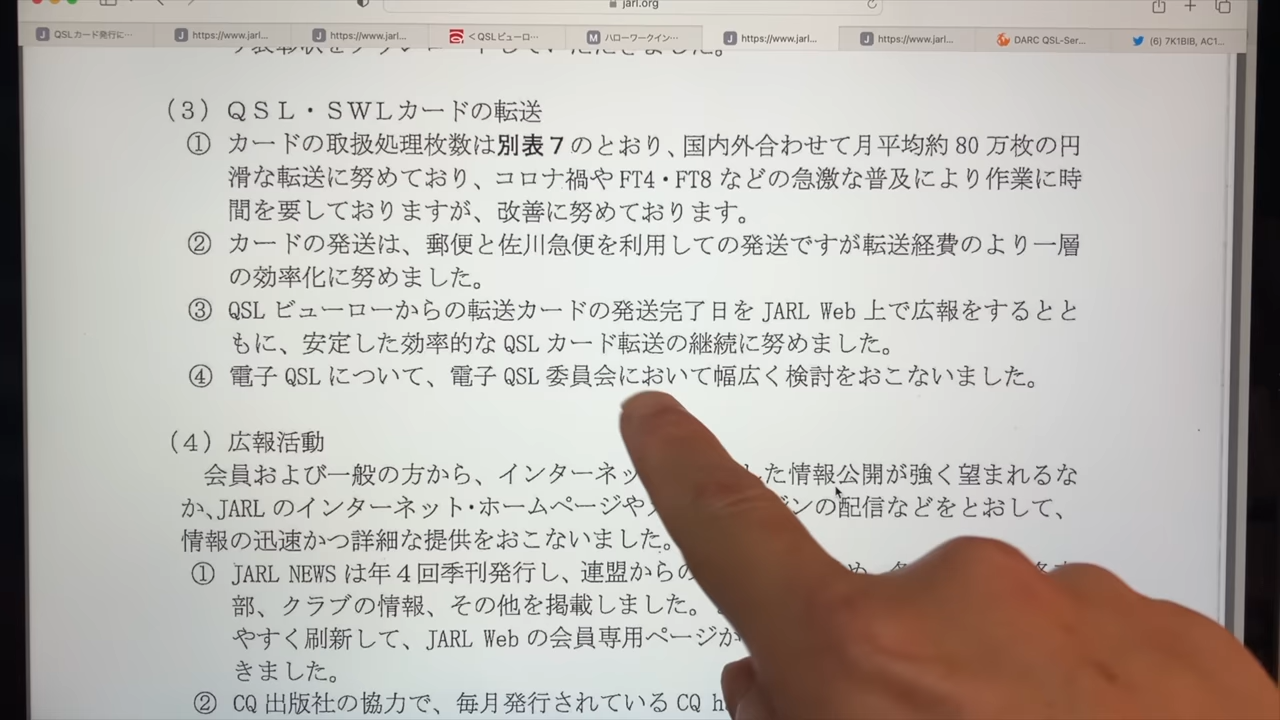 jarl.org
QSLカード発行に…
https://www.jarl...
https://www.jarl...
<QSLビューロ...
ハローワークイン...
https://www.jarl...
https://www.jarl...
DARC QSL-Ser...
(6) 7K1BIB, AC1...
(3) QSL・SWLカードの転送
① カードの取扱処理枚数は別表7のとおり、国内外合わせて月平均約 80 万枚の円
滑な転送に努めており、コロナ禍や FT4・FT8 などの急激な普及により作業に時
間を要しておりますが、改善に努めております。
② カードの発送は、郵便と佐川急便を利用しての発送ですが転送経費のより一層
の効率化に努めました。
③ QSL ビューローからの転送カードの発送完了日を JARL Web 上で広報をするとと
もに、安定した効率的な QSL カード転送の継続に努めました。
④ 電子 QSL について、電子 QSL 委員会において幅広く検討をおこないました。
(4) 広報活動
会員および一般の方から、インターネッ した情報公開が強く望まれるな
か、JARL のインターネット・ホームページや ジンの配信などをとおして、
情報の迅速かつ詳細な提供をおこないました。
① JARL NEWS は年4回季刊発行し、連盟からの
部、クラブの情報、その他を掲載しました。
やすく刷新して、JARL Web の会員専用ページか
きました。
② CQ 出版社の協力で、毎月発行されている CQ h